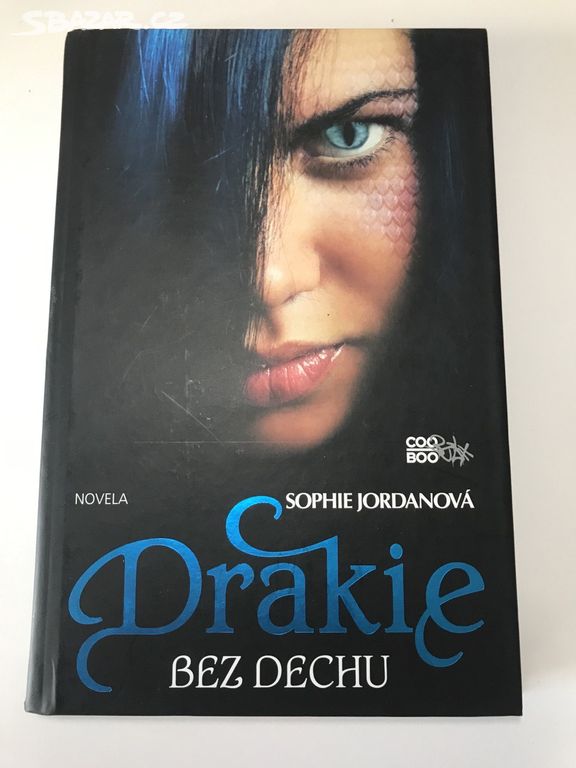 SBAZAR.CZ
COO
BOO
NOVELA
SOPHIE JORDANOVÁ
Drakie
BEZ DECHU